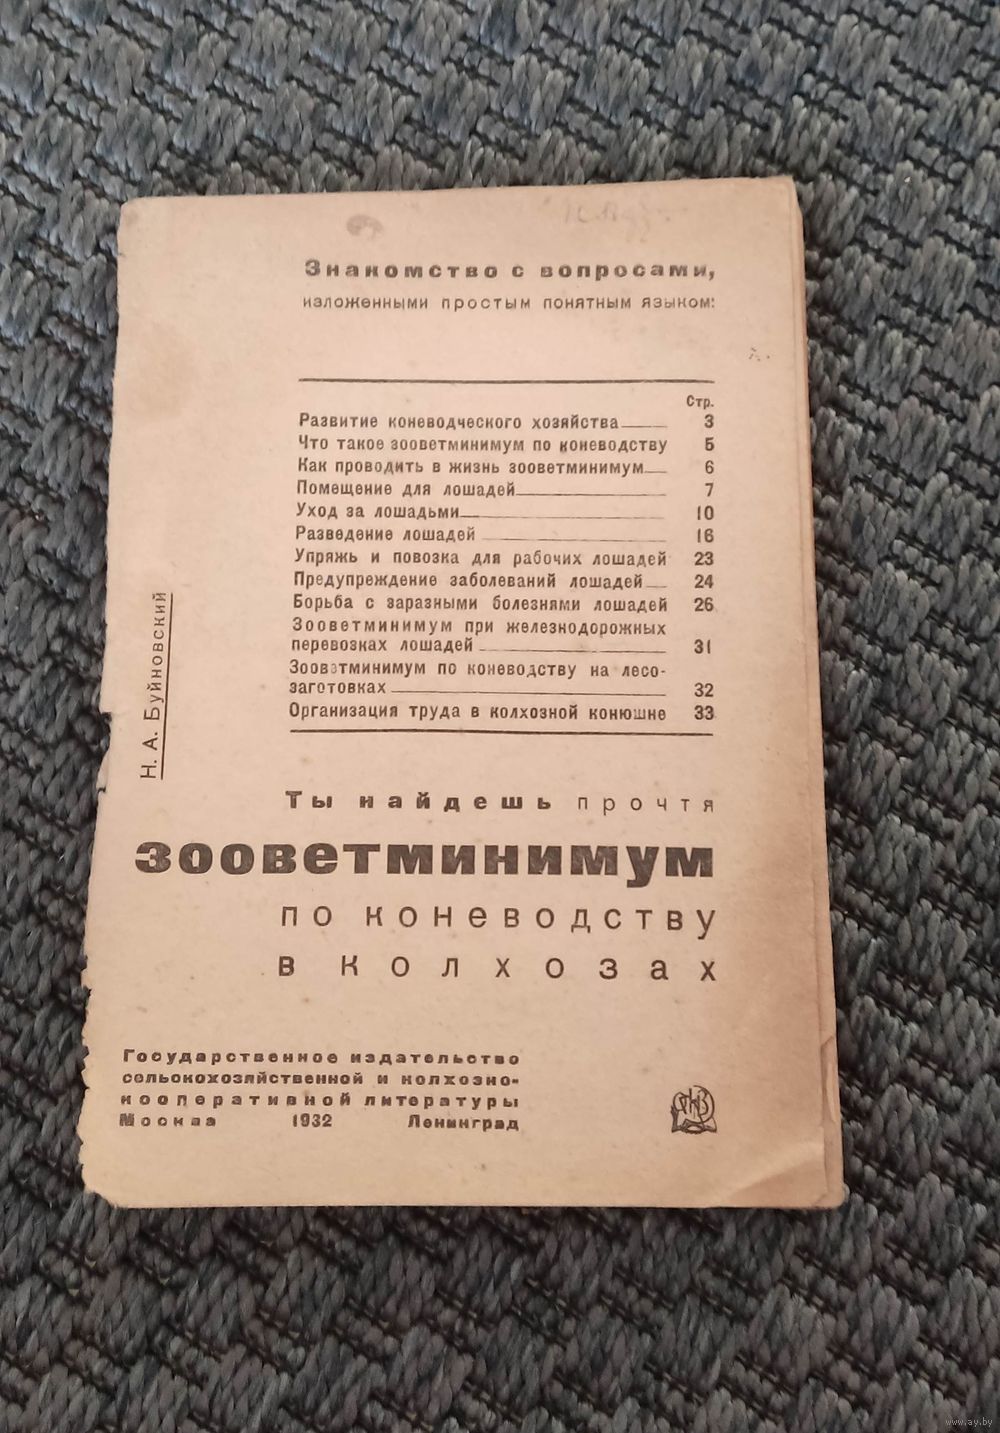 Знакомство с вопросами,
изложенными простым понятным языком:
Стр.
Развитие коневодческого хозяйства 3
Что такое зооветминимум по коневодству 5
Как проводить в жизнь зооветминимум 6
Помещение для лошадей 7
Уход за лошадьми 10
Разведение лошадей 16
Упряжь и повозка для рабочих лошадей 23
Предупреждение заболеваний лошадей 24
Борьба с заразными болезнями лошадей 26
Зооветминимум при железнодорожных
перевозках лошадей 31
Зооветминимум по коневодству на лесо-
заготовках 32
Организация труда в колхозной конюшне 33
Н. А. Буйновский
Ты найдешь прочтя
зооветминимум
по коневодству
в колхозах
Государственное издательство
сельскохозяйственной и колхозно-
кооперативной литературы
Москва 1932 Ленинград
www.ay.by